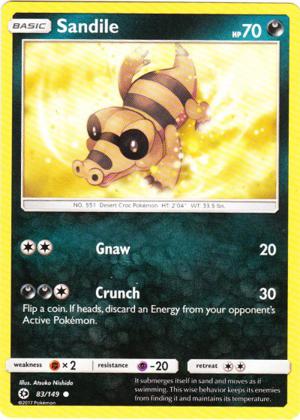 BASIC Sandile HP 70
NO. 551 Desert Croc Pokémon HT: 2'04" WT: 33.5 lbs.
Gnaw 20
Crunch 30
Flip a coin. If heads, discard an Energy from your opponent's
Active Pokémon.
weakness × 2 resistance -20 retreat
Illus. Atsuko Nishida
It submerges itself in sand and moves as if
swimming. This wise behavior keeps its enemies
from finding it and maintains its temperature.
83/149
©2017 Pokémon